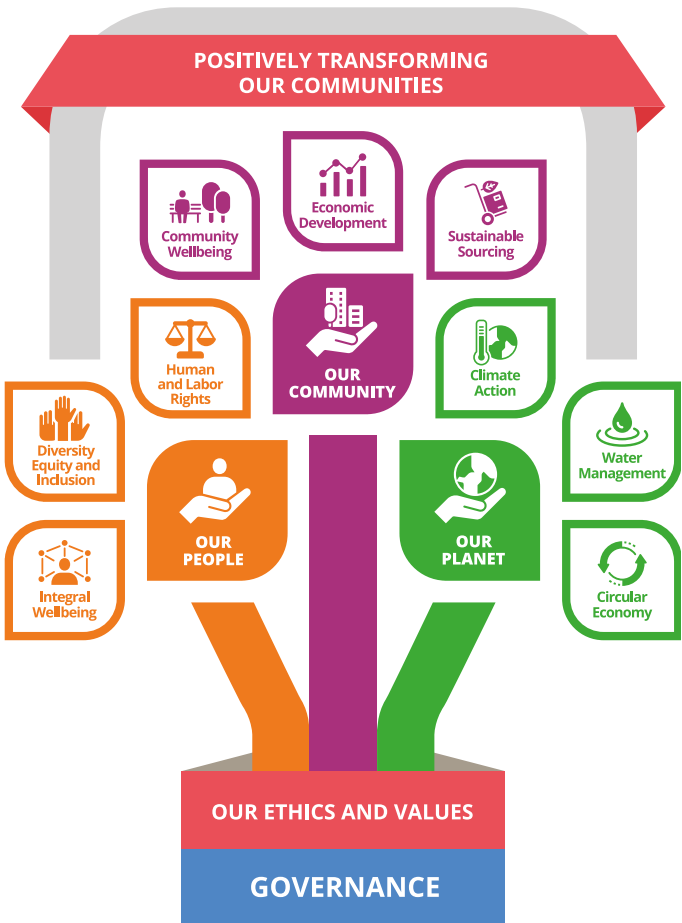 POSITIVELY TRANSFORMING
OUR COMMUNITIES
Economic
Development
Community
Wellbeing
Sustainable
Sourcing
Human
and Labor
Rights
OUR
COMMUNITY
Climate
Action
Diversity
Equity and
Inclusion
Water
Management
OUR
PEOPLE
OUR
PLANET
Integral
Wellbeing
Circular
Economy
OUR ETHICS AND VALUES
GOVERNANCE